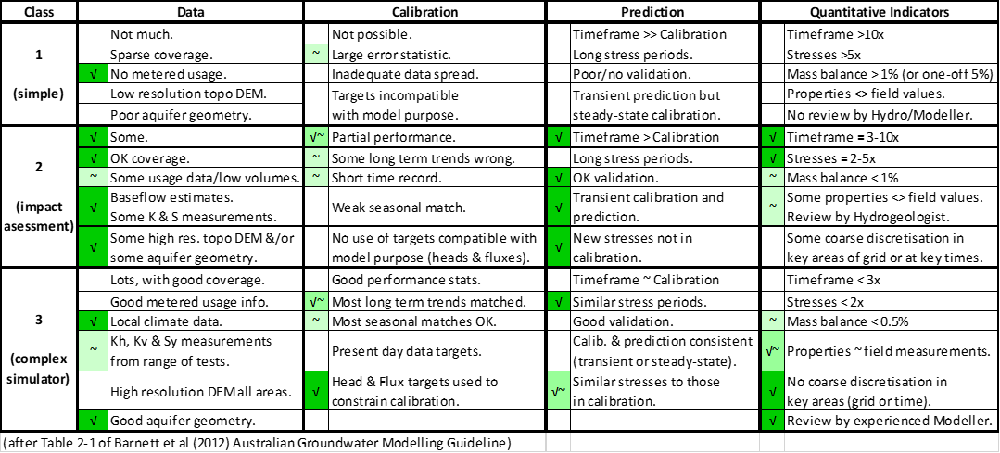 Class Data Calibration Prediction Quantitative Indicators
1
(simple)
Not much. Not possible. Timeframe >> Calibration Timeframe >10x
Sparse coverage. ~ Large error statistic. Long stress periods. Stresses >5x
√ No metered usage. Inadequate data spread. Poor/no validation. Mass balance > 1% (or one-off 5%)
Low resolution topo DEM. Targets incompatible Transient prediction but Properties <> field values.
Poor aquifer geometry. with model purpose. steady-state calibration. No review by Hydro/Modeller.
2
(impact
asessment)
√ Some. √~ Partial performance. √ Timeframe > Calibration √ Timeframe = 3-10x
√ OK coverage. ~ Some long term trends wrong. Long stress periods. √ Stresses = 2-5x
~ Some usage data/low volumes. ~ Short time record. √ OK validation. ~ Mass balance < 1%
√ Baseflow estimates. Weak seasonal match. √ Transient calibration and ~ Some properties <> field values.
Some K & S measurements. prediction. Review by Hydrogeologist.
√ Some high res. topo DEM &/or No use of targets compatible with √ New stresses not in Some coarse discretisation in
some aquifer geometry. model purpose (heads & fluxes). calibration. key areas of grid or at key times.
3
(complex
simulator)
Lots, with good coverage. Good performance stats. Timeframe ~ Calibration Timeframe < 3x
Good metered usage info. √~ Most long term trends matched. √ Similar stress periods. Stresses < 2x
√ Local climate data. ~ Most seasonal matches OK. Good validation. ~ Mass balance < 0.5%
~ Kh, Kv & Sy measurements Present day data targets. Calib. & prediction consistent √~ Properties ~ field measurements.
from range of tests. (transient or steady-state).
High resolution DEM all areas. √ Head & Flux targets used to √~ Similar stresses to those √ No coarse discretisation in
constrain calibration. in calibration. key areas (grid or time).
√ Good aquifer geometry. √ Review by experienced Modeller.
(after Table 2-1 of Barnett et al (2012) Australian Groundwater Modelling Guideline)